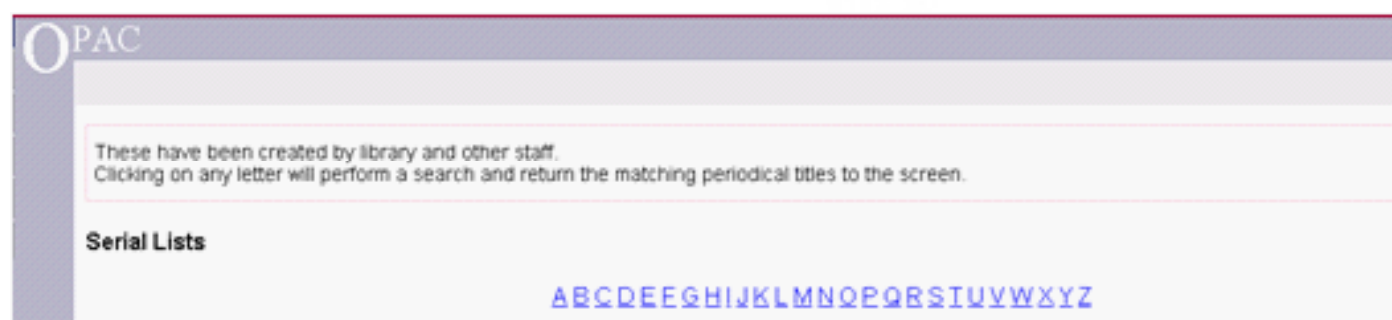 OPAC
These have been created by library and other staff.
Clicking on any letter will perform a search and return the matching periodical titles to the screen.
Serial Lists
A B C D E F G H I J K L M N O P Q R S T U V W X Y Z